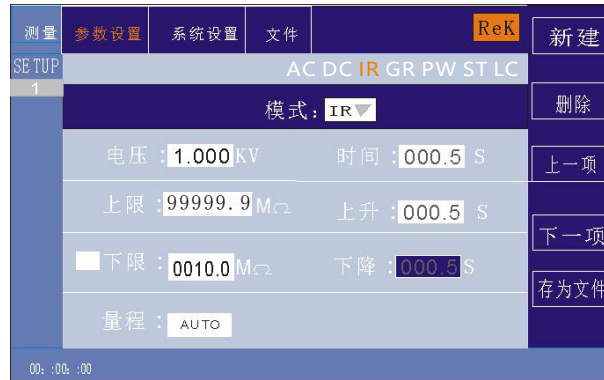 测量 参数设置 系统设置 文件 ReK 新建
SETUP AC DC IR GR PW ST LC
1
模式: IR 删除
电压 : 1.000 KV 时间 : 000.5 S 上一项
上限 : 99999.9 MΩ 上升 : 000.5 S
下限 : 0010.0 MΩ 下降 : 000.5 S 下一项
存为文件
量程 : AUTO
00: :00: :00